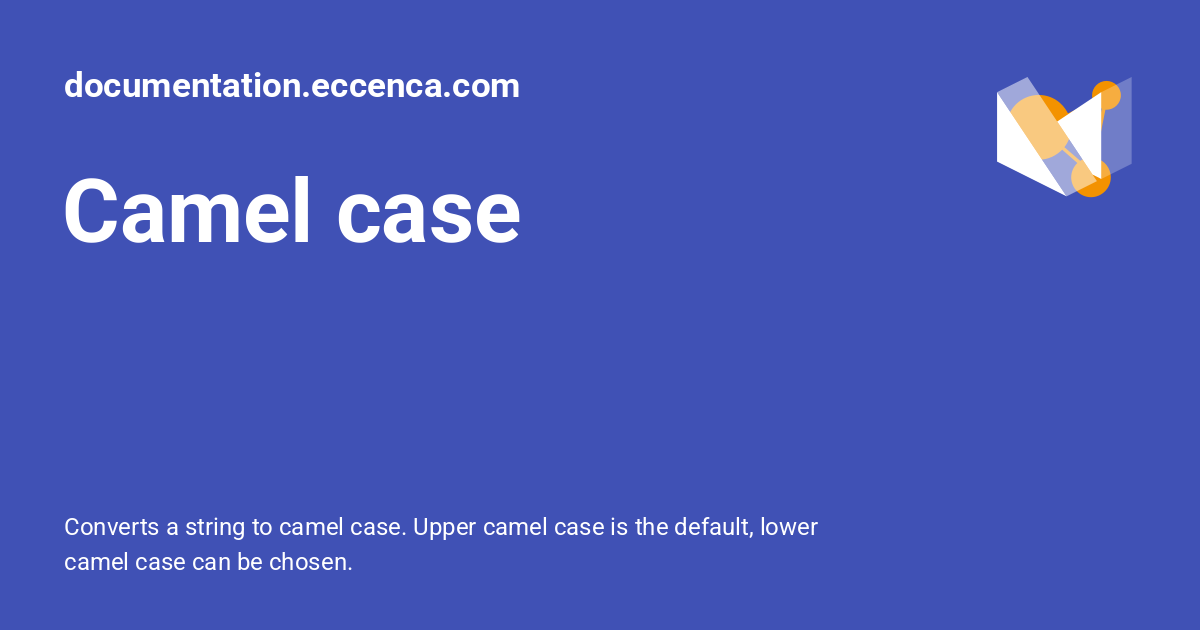 documentation.eccenca.com
Camel case
Converts a string to camel case. Upper camel case is the default, lower
camel case can be chosen.